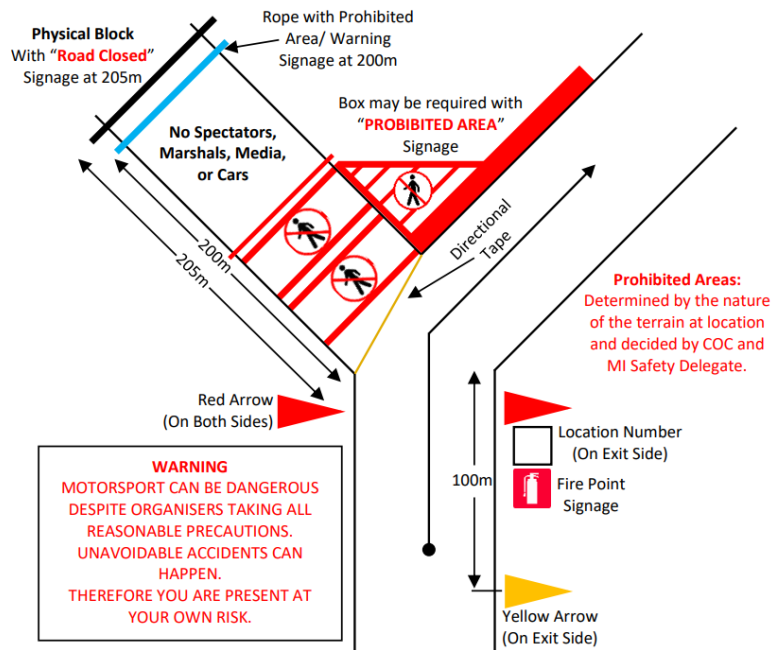 Physical Block
With “Road Closed”
Signage at 205m
Rope with Prohibited
Area/ Warning
Signage at 200m
Box may be required with
“PROBIBITED AREA”
Signage
No Spectators,
Marshals, Media,
or Cars
200m
205m
Directional
Tape
Prohibited Areas:
Determined by the nature
of the terrain at location
and decided by COC and
MI Safety Delegate.
Red Arrow
(On Both Sides)
Location Number
(On Exit Side)
100m
Fire Point
Signage
WARNING
MOTORSPORT CAN BE DANGEROUS
DESPITE ORGANISERS TAKING ALL
REASONABLE PRECAUTIONS.
UNAVOIDABLE ACCIDENTS CAN
HAPPEN.
THEREFORE YOU ARE PRESENT AT
YOUR OWN RISK.
Yellow Arrow
(On Exit Side)